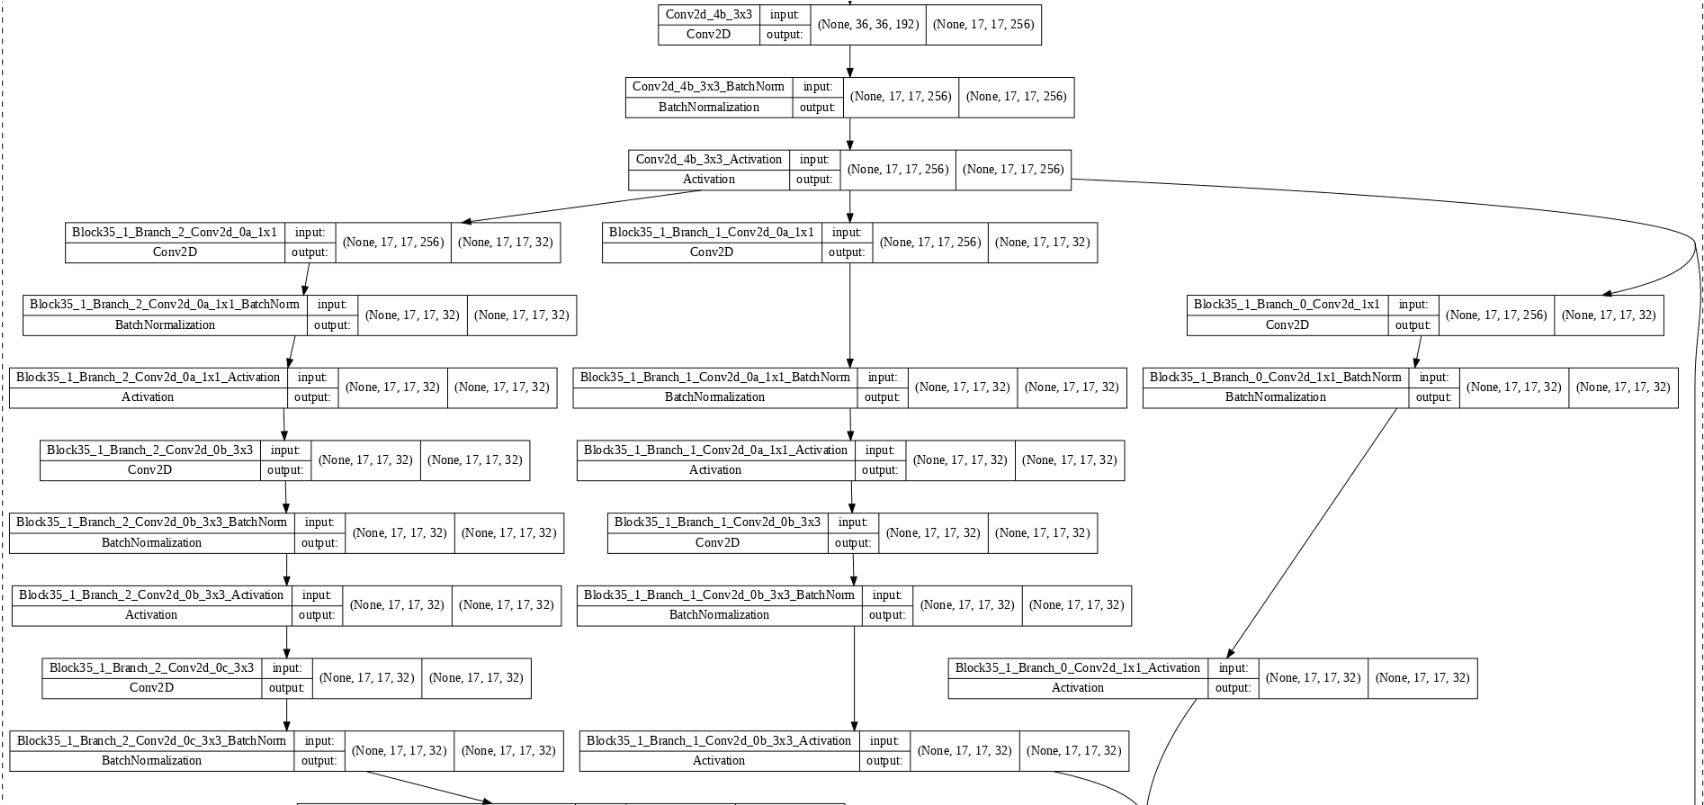 Conv2d_4b_3x3 input: (None, 36, 36, 192) (None, 17, 17, 256)
Conv2D output:
Conv2d_4b_3x3_BatchNorm input: (None, 17, 17, 256) (None, 17, 17, 256)
BatchNormalization output:
Conv2d_4b_3x3_Activation input: (None, 17, 17, 256) (None, 17, 17, 256)
Activation output:
Block35_1_Branch_2_Conv2d_0a_1x1 input: (None, 17, 17, 256) (None, 17, 17, 32)
Conv2D output:
Block35_1_Branch_1_Conv2d_0a_1x1 input: (None, 17, 17, 256) (None, 17, 17, 32)
Conv2D output:
Block35_1_Branch_2_Conv2d_0a_1x1_BatchNorm input: (None, 17, 17, 32) (None, 17, 17, 32)
BatchNormalization output:
Block35_1_Branch_0_Conv2d_1x1 input: (None, 17, 17, 256) (None, 17, 17, 32)
Conv2D output:
Block35_1_Branch_2_Conv2d_0a_1x1_Activation input: (None, 17, 17, 32) (None, 17, 17, 32)
Activation output:
Block35_1_Branch_1_Conv2d_0a_1x1_BatchNorm input: (None, 17, 17, 32) (None, 17, 17, 32)
BatchNormalization output:
Block35_1_Branch_0_Conv2d_1x1_BatchNorm input: (None, 17, 17, 32) (None, 17, 17, 32)
BatchNormalization output:
Block35_1_Branch_2_Conv2d_0b_3x3 input: (None, 17, 17, 32) (None, 17, 17, 32)
Conv2D output:
Block35_1_Branch_1_Conv2d_0a_1x1_Activation input: (None, 17, 17, 32) (None, 17, 17, 32)
Activation output:
Block35_1_Branch_2_Conv2d_0b_3x3_BatchNorm input: (None, 17, 17, 32) (None, 17, 17, 32)
BatchNormalization output:
Block35_1_Branch_1_Conv2d_0b_3x3 input: (None, 17, 17, 32) (None, 17, 17, 32)
Conv2D output:
Block35_1_Branch_2_Conv2d_0b_3x3_Activation input: (None, 17, 17, 32) (None, 17, 17, 32)
Activation output:
Block35_1_Branch_1_Conv2d_0b_3x3_BatchNorm input: (None, 17, 17, 32) (None, 17, 17, 32)
BatchNormalization output:
Block35_1_Branch_2_Conv2d_0c_3x3 input: (None, 17, 17, 32) (None, 17, 17, 32)
Conv2D output:
Block35_1_Branch_0_Conv2d_1x1_Activation input: (None, 17, 17, 32) (None, 17, 17, 32)
Activation output:
Block35_1_Branch_2_Conv2d_0c_3x3_BatchNorm input: (None, 17, 17, 32) (None, 17, 17, 32)
BatchNormalization output:
Block35_1_Branch_1_Conv2d_0b_3x3_Activation input: (None, 17, 17, 32) (None, 17, 17, 32)
Activation output: